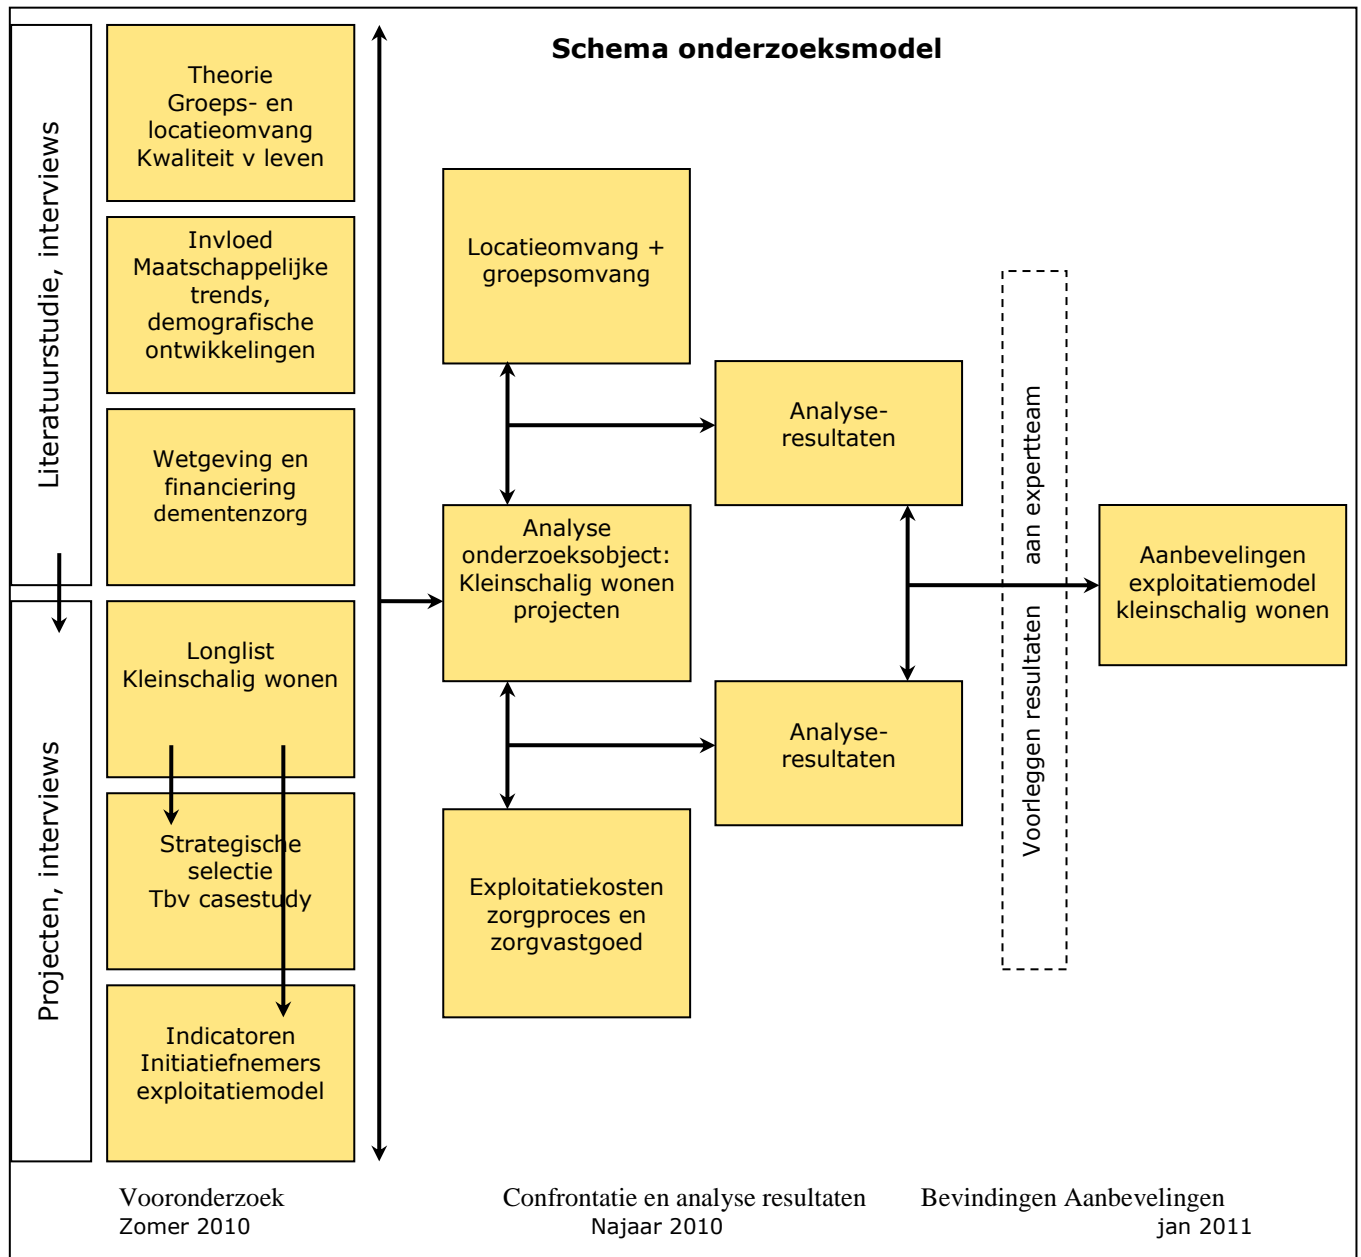 Schema onderzoeksmodel
Literatuurstudie, interviews
Theorie
Groeps- en
locatieomvang
Kwaliteit v leven
Invloed
Maatschappelijke
trends,
demografische
ontwikkelingen
Wetgeving en
financiering
dementenzorg
Projecten, interviews
Longlist
Kleinschalig wonen
Strategische
selectie
Tbv casestudy
Indicatoren
Initiatiefnemers
exploitatiemodel
Locatieomvang +
groepsomvang
Analyse
onderzoeksobject:
Kleinschalig wonen
projecten
Exploitatiekosten
zorgproces en
zorgvastgoed
Analyse-
resultaten
Analyse-
resultaten
Voorleggen resultaten aan expertteam
Aanbevelingen
exploitatiemodel
kleinschalig wonen
Vooronderzoek
Zomer 2010
Confrontatie en analyse resultaten
Najaar 2010
Bevindingen Aanbevelingen
jan 2011